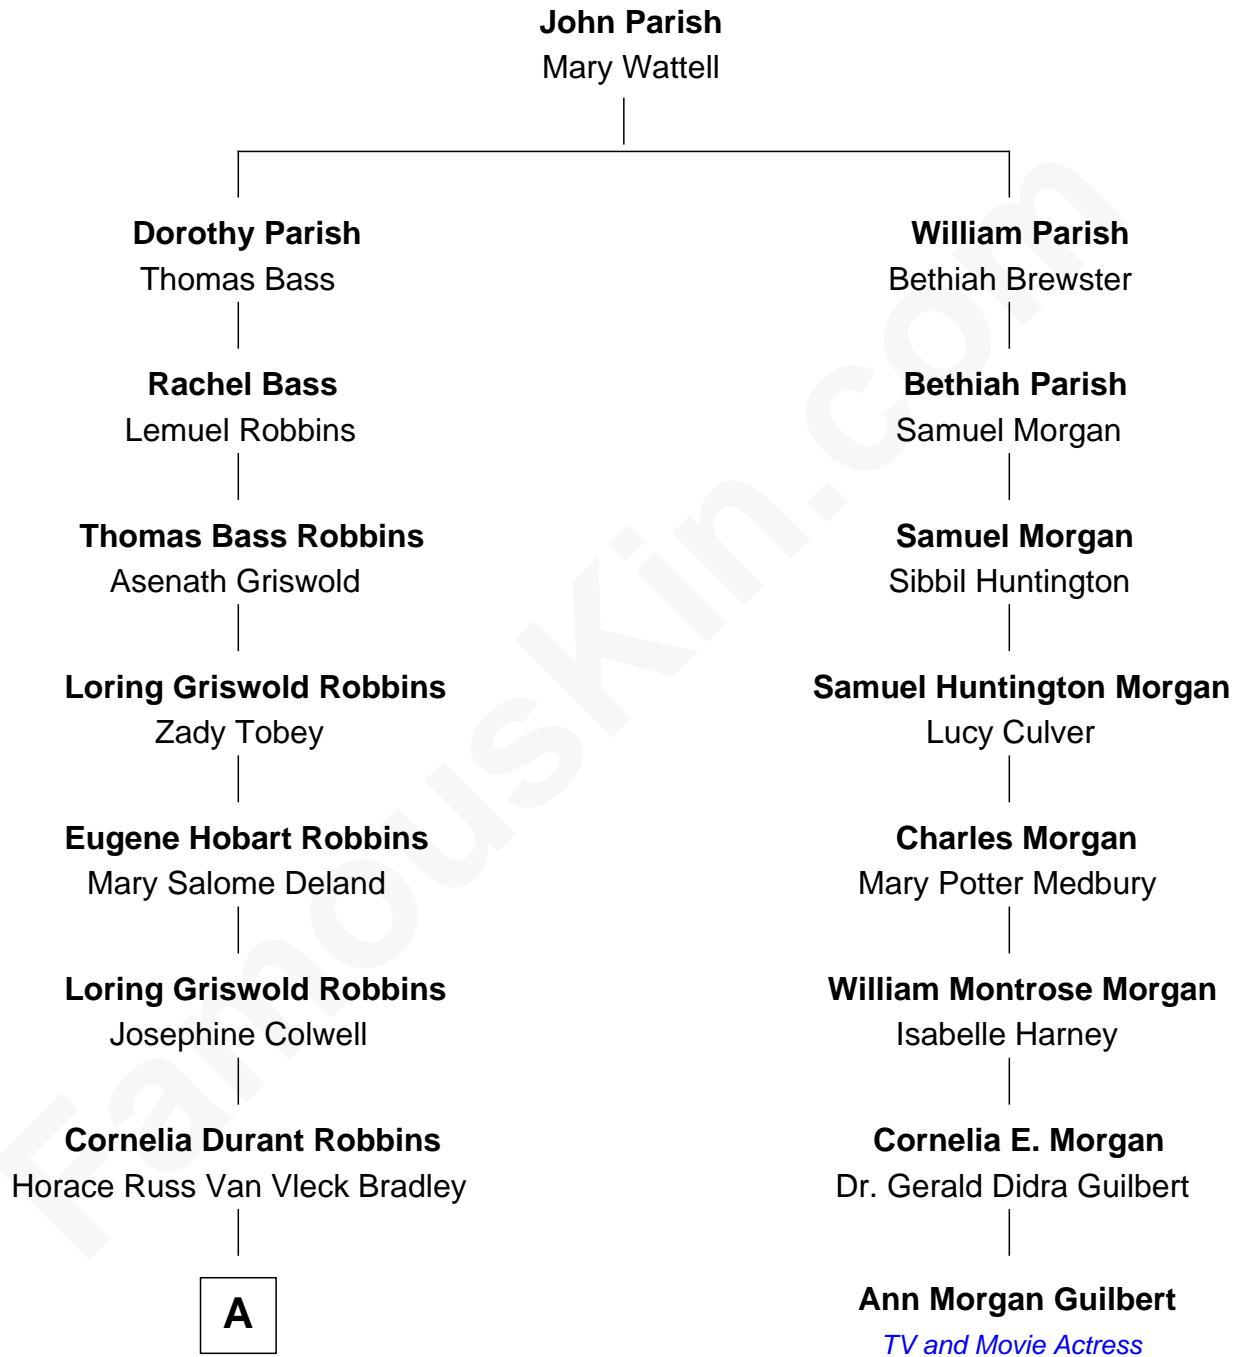 John Parish
Mary Wattell
Dorothy Parish
Thomas Bass
William Parish
Bethiah Brewster
Rachel Bass
Lemuel Robbins
Bethiah Parish
Samuel Morgan
Thomas Bass Robbins
Asenath Griswold
Samuel Morgan
Sibbil Huntington
Loring Griswold Robbins
Zady Tobey
Samuel Huntington Morgan
Lucy Culver
Eugene Hobart Robbins
Mary Salome Deland
Charles Morgan
Mary Potter Medbury
Loring Griswold Robbins
Josephine Colwell
William Montrose Morgan
Isabelle Harney
Cornelia Durant Robbins
Horace Russ Van Vleck Bradley
Cornelia E. Morgan
Dr. Gerald Didra Guilbert
A
Ann Morgan Guilbert
TV and Movie Actress
FamousKin.com